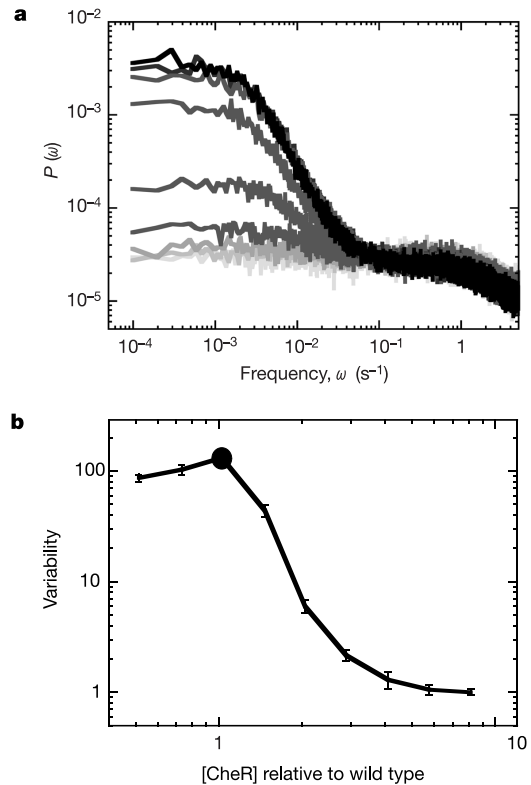 a
10⁻²
10⁻³
P (ω)
10⁻⁴
10⁻⁵
10⁻⁴ 10⁻³ 10⁻² 10⁻¹ 1
Frequency, ω (s⁻¹)
b
100
Variability
10
1
1 10
[CheR] relative to wild type